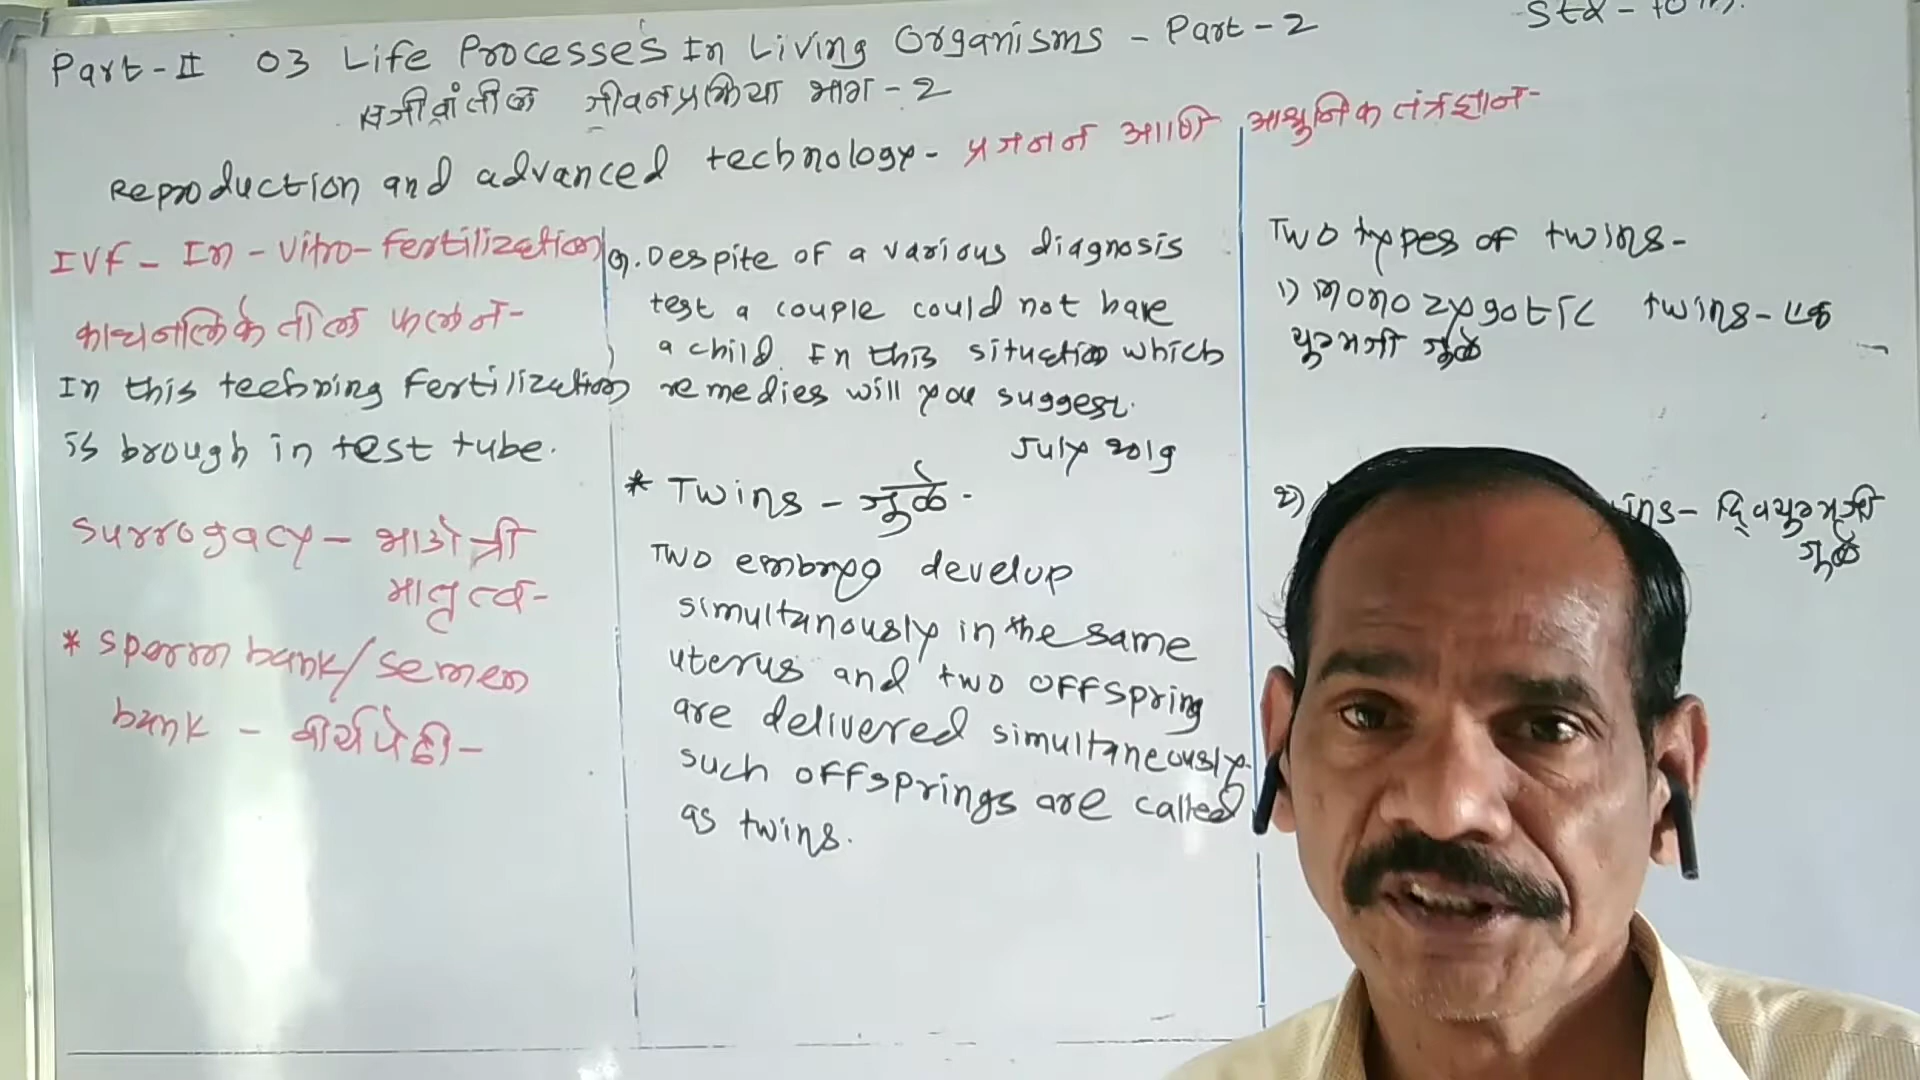 Part-II 03 Life Processes In Living Organisms - Part-2
Std - 10th.
सजीवांतील जीवनप्रक्रिया भाग-2
Reproduction and advanced technology- प्रजनन आणि आधुनिक तंत्रज्ञान-
IVF - In - Vitro - Fertilization
काचनलिकेतील फलन-
In this techning Fertilization
is brough in test tube.
Surrogacy - भाडोत्री
मातृत्व-
* Sperm bank/semen
bank - वीर्यपेढी-
Q. Despite of a various diagnosis
test a couple could not have
a child. In this situation which
remedies will you suggest.
July 2019
* Twins - जुळे.
Two embryo develop
simultanously in the same
uterus and two offspring
are delivered simultaneously.
such offsprings are called
as twins.
Two types of twins-
1) Monozygotic twins- एक
युग्मजी जुळे
2) ins- द्वियुग्मजी
जुळे